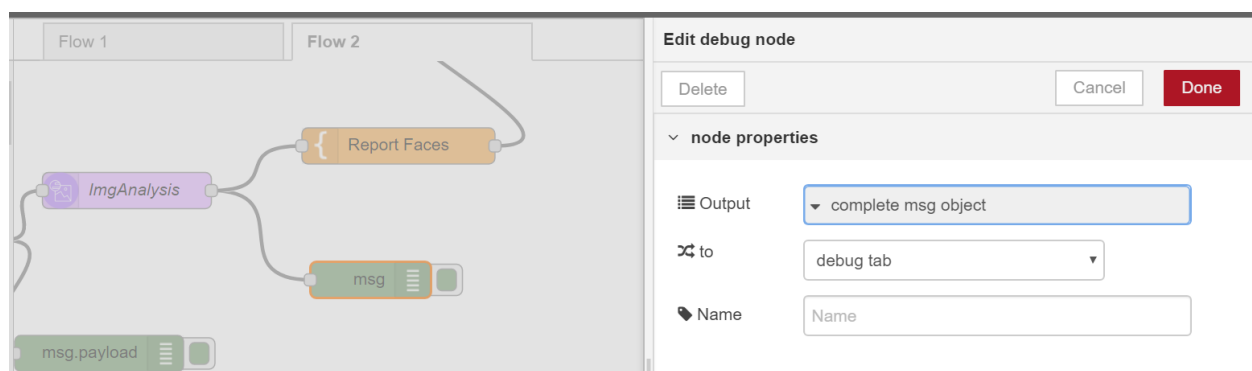 Flow 1
Flow 2
Report Faces
ImgAnalysis
msg
msg.payload
Edit debug node
Delete
Cancel
Done
node properties
Output
complete msg object
to
debug tab
Name
Name